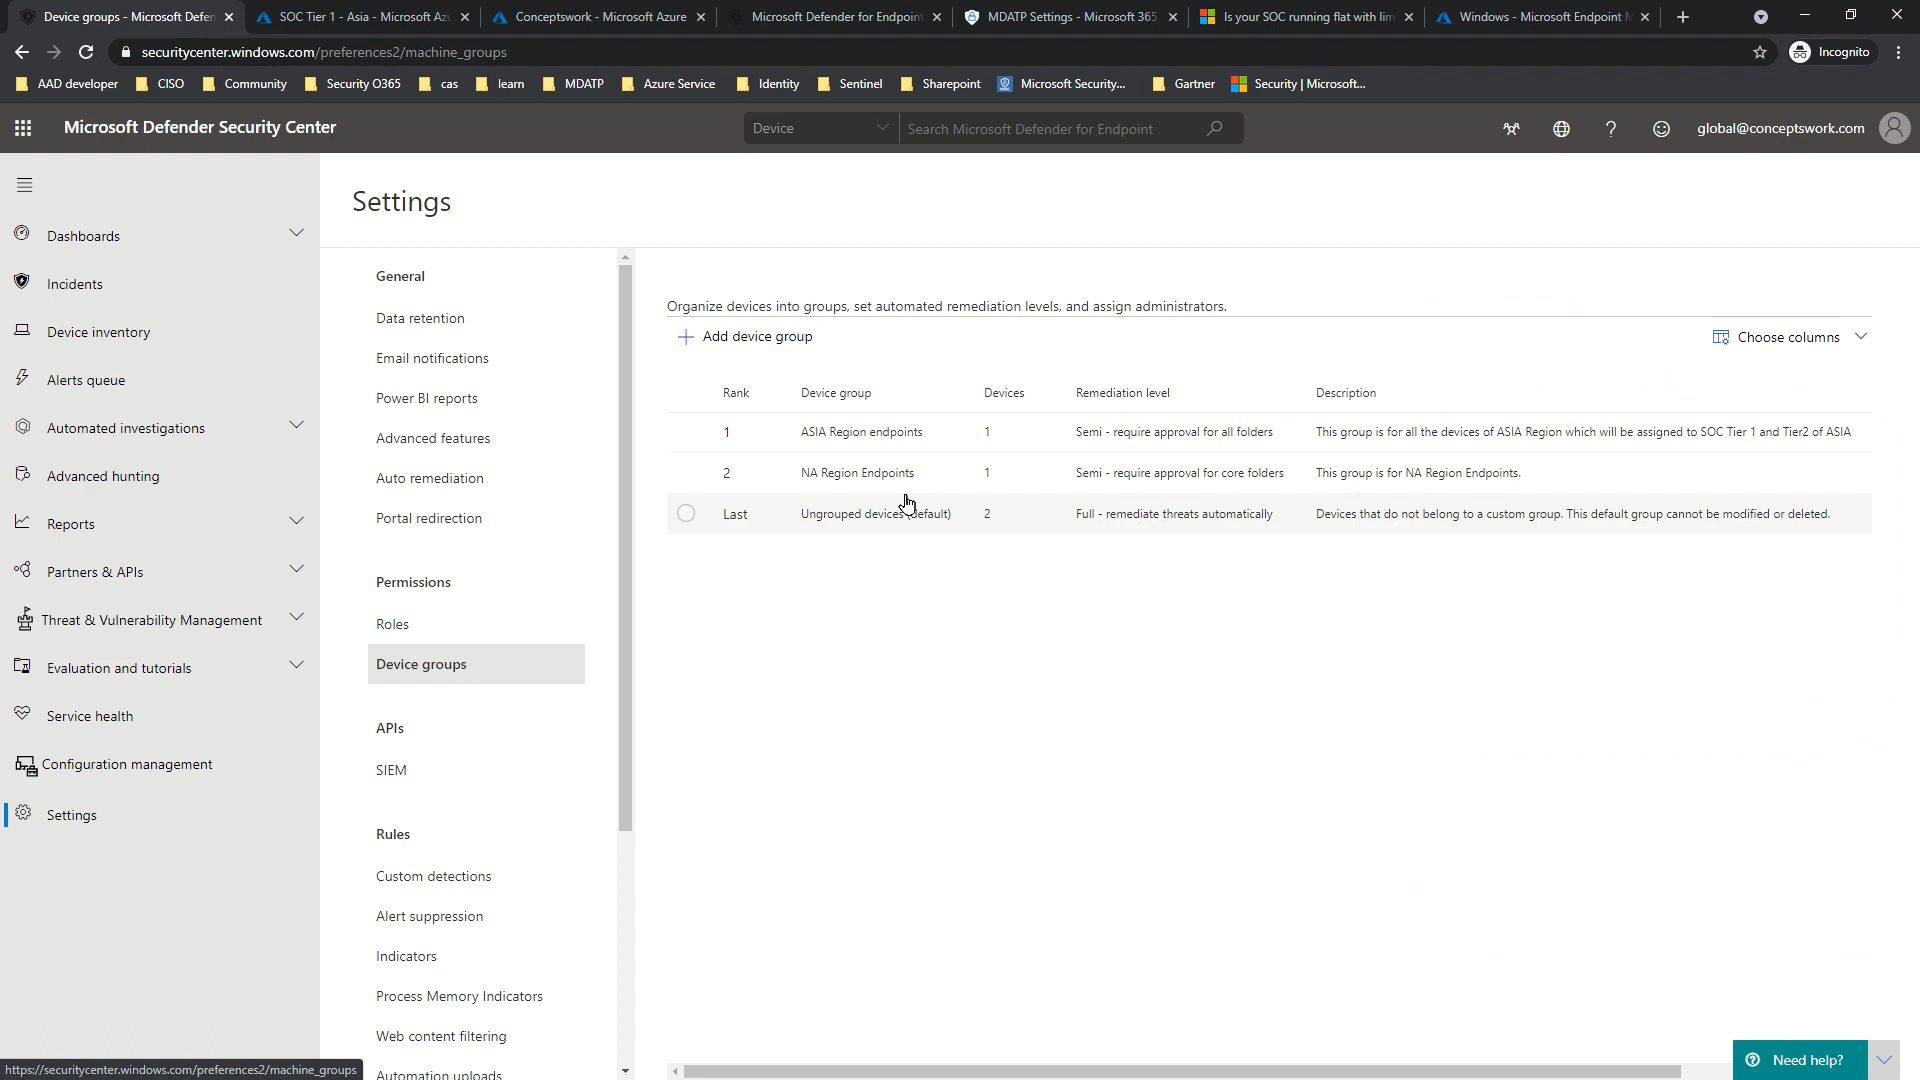 Device groups - Microsoft Defen
SOC Tier 1 - Asia - Microsoft Az
Conceptswork - Microsoft Azure
Microsoft Defender for Endpoint
MDATP Settings - Microsoft 365
Is your SOC running flat with lim
Windows - Microsoft Endpoint M
securitycenter.windows.com/preferences2/machine_groups
Incognito
AAD developer
CISO
Community
Security O365
cas
learn
MDATP
Azure Service
Identity
Sentinel
Sharepoint
Microsoft Security...
Gartner
Security | Microsoft...
Microsoft Defender Security Center
Device
Search Microsoft Defender for Endpoint
global@conceptswork.com
Dashboards
Incidents
Device inventory
Alerts queue
Automated investigations
Advanced hunting
Reports
Partners & APIs
Threat & Vulnerability Management
Evaluation and tutorials
Service health
Configuration management
Settings
https://securitycenter.windows.com/preferences2/machine_groups
Settings
General
Data retention
Email notifications
Power BI reports
Advanced features
Auto remediation
Portal redirection
Permissions
Roles
Device groups
APIs
SIEM
Rules
Custom detections
Alert suppression
Indicators
Process Memory Indicators
Web content filtering
Automation uploads
Organize devices into groups, set automated remediation levels, and assign administrators.
Add device group
Choose columns
Rank Device group Devices Remediation level Description
1 ASIA Region endpoints 1 Semi - require approval for all folders This group is for all the devices of ASIA Region which will be assigned to SOC Tier 1 and Tier2 of ASIA
2 NA Region Endpoints 1 Semi - require approval for core folders This group is for NA Region Endpoints.
Last Ungrouped devices (default) 2 Full - remediate threats automatically Devices that do not belong to a custom group. This default group cannot be modified or deleted.
Need help?